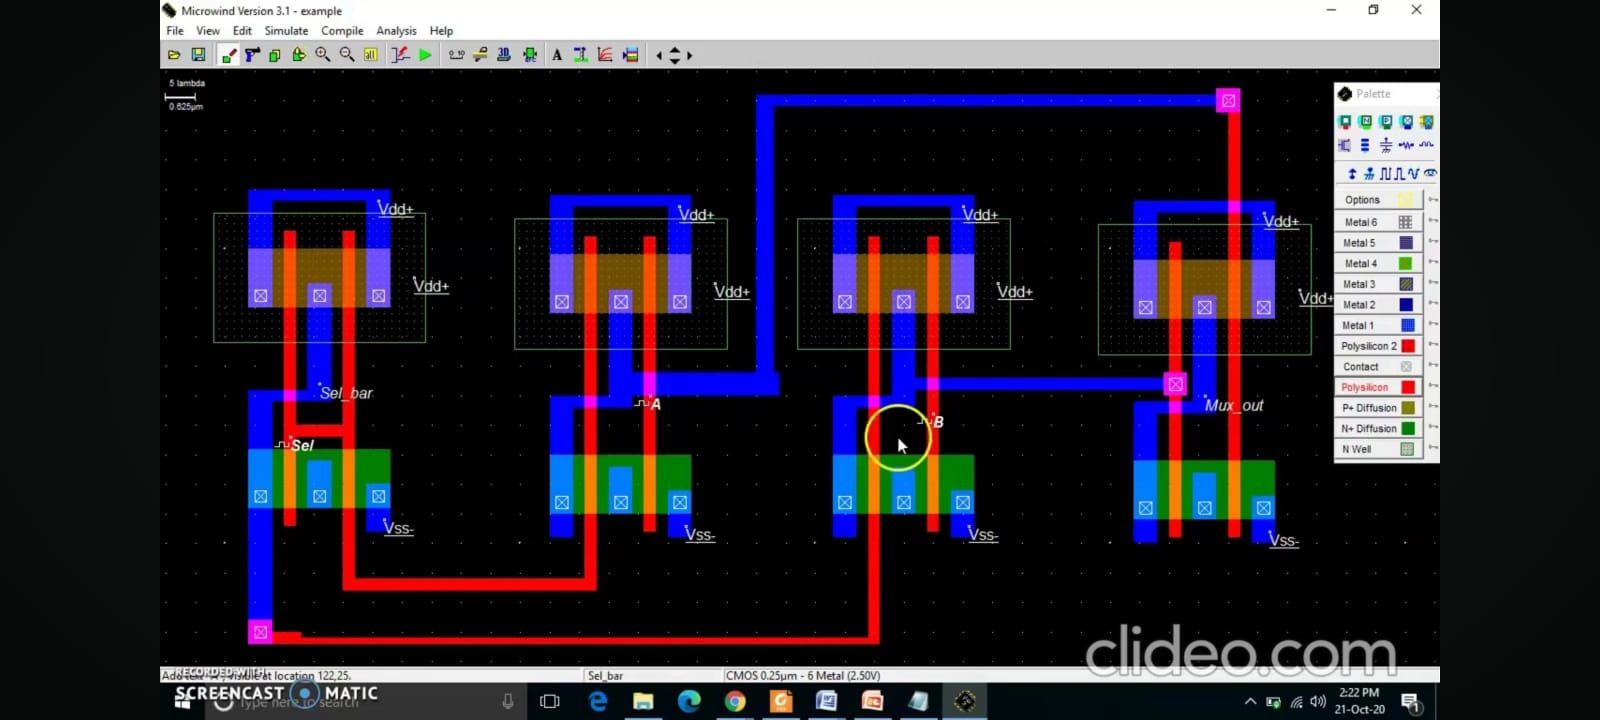 Microwind Version 3.1 - example
File View Edit Simulate Compile Analysis Help
5 lambda
0.625µm
Palette
Options
Metal 6
Metal 5
Metal 4
Metal 3
Metal 2
Metal 1
Polysilicon 2
Contact
Polysilicon
P+ Diffusion
N+ Diffusion
N Well
Vdd+
Vdd+
Vdd+
Vdd+
Vdd+
Vdd+
Vdd+
Vdd+
Sel_bar
A
B
Mux_out
Sel
Vss-
Vss-
Vss-
Vss-
clideo.com
RECORDED WITH
SCREENCAST MATIC
visible at location 122,25.
Sel_bar
CMOS 0.25µm - 6 Metal (2.50V)
Type here to search
2:22 PM
21-Oct-20
1